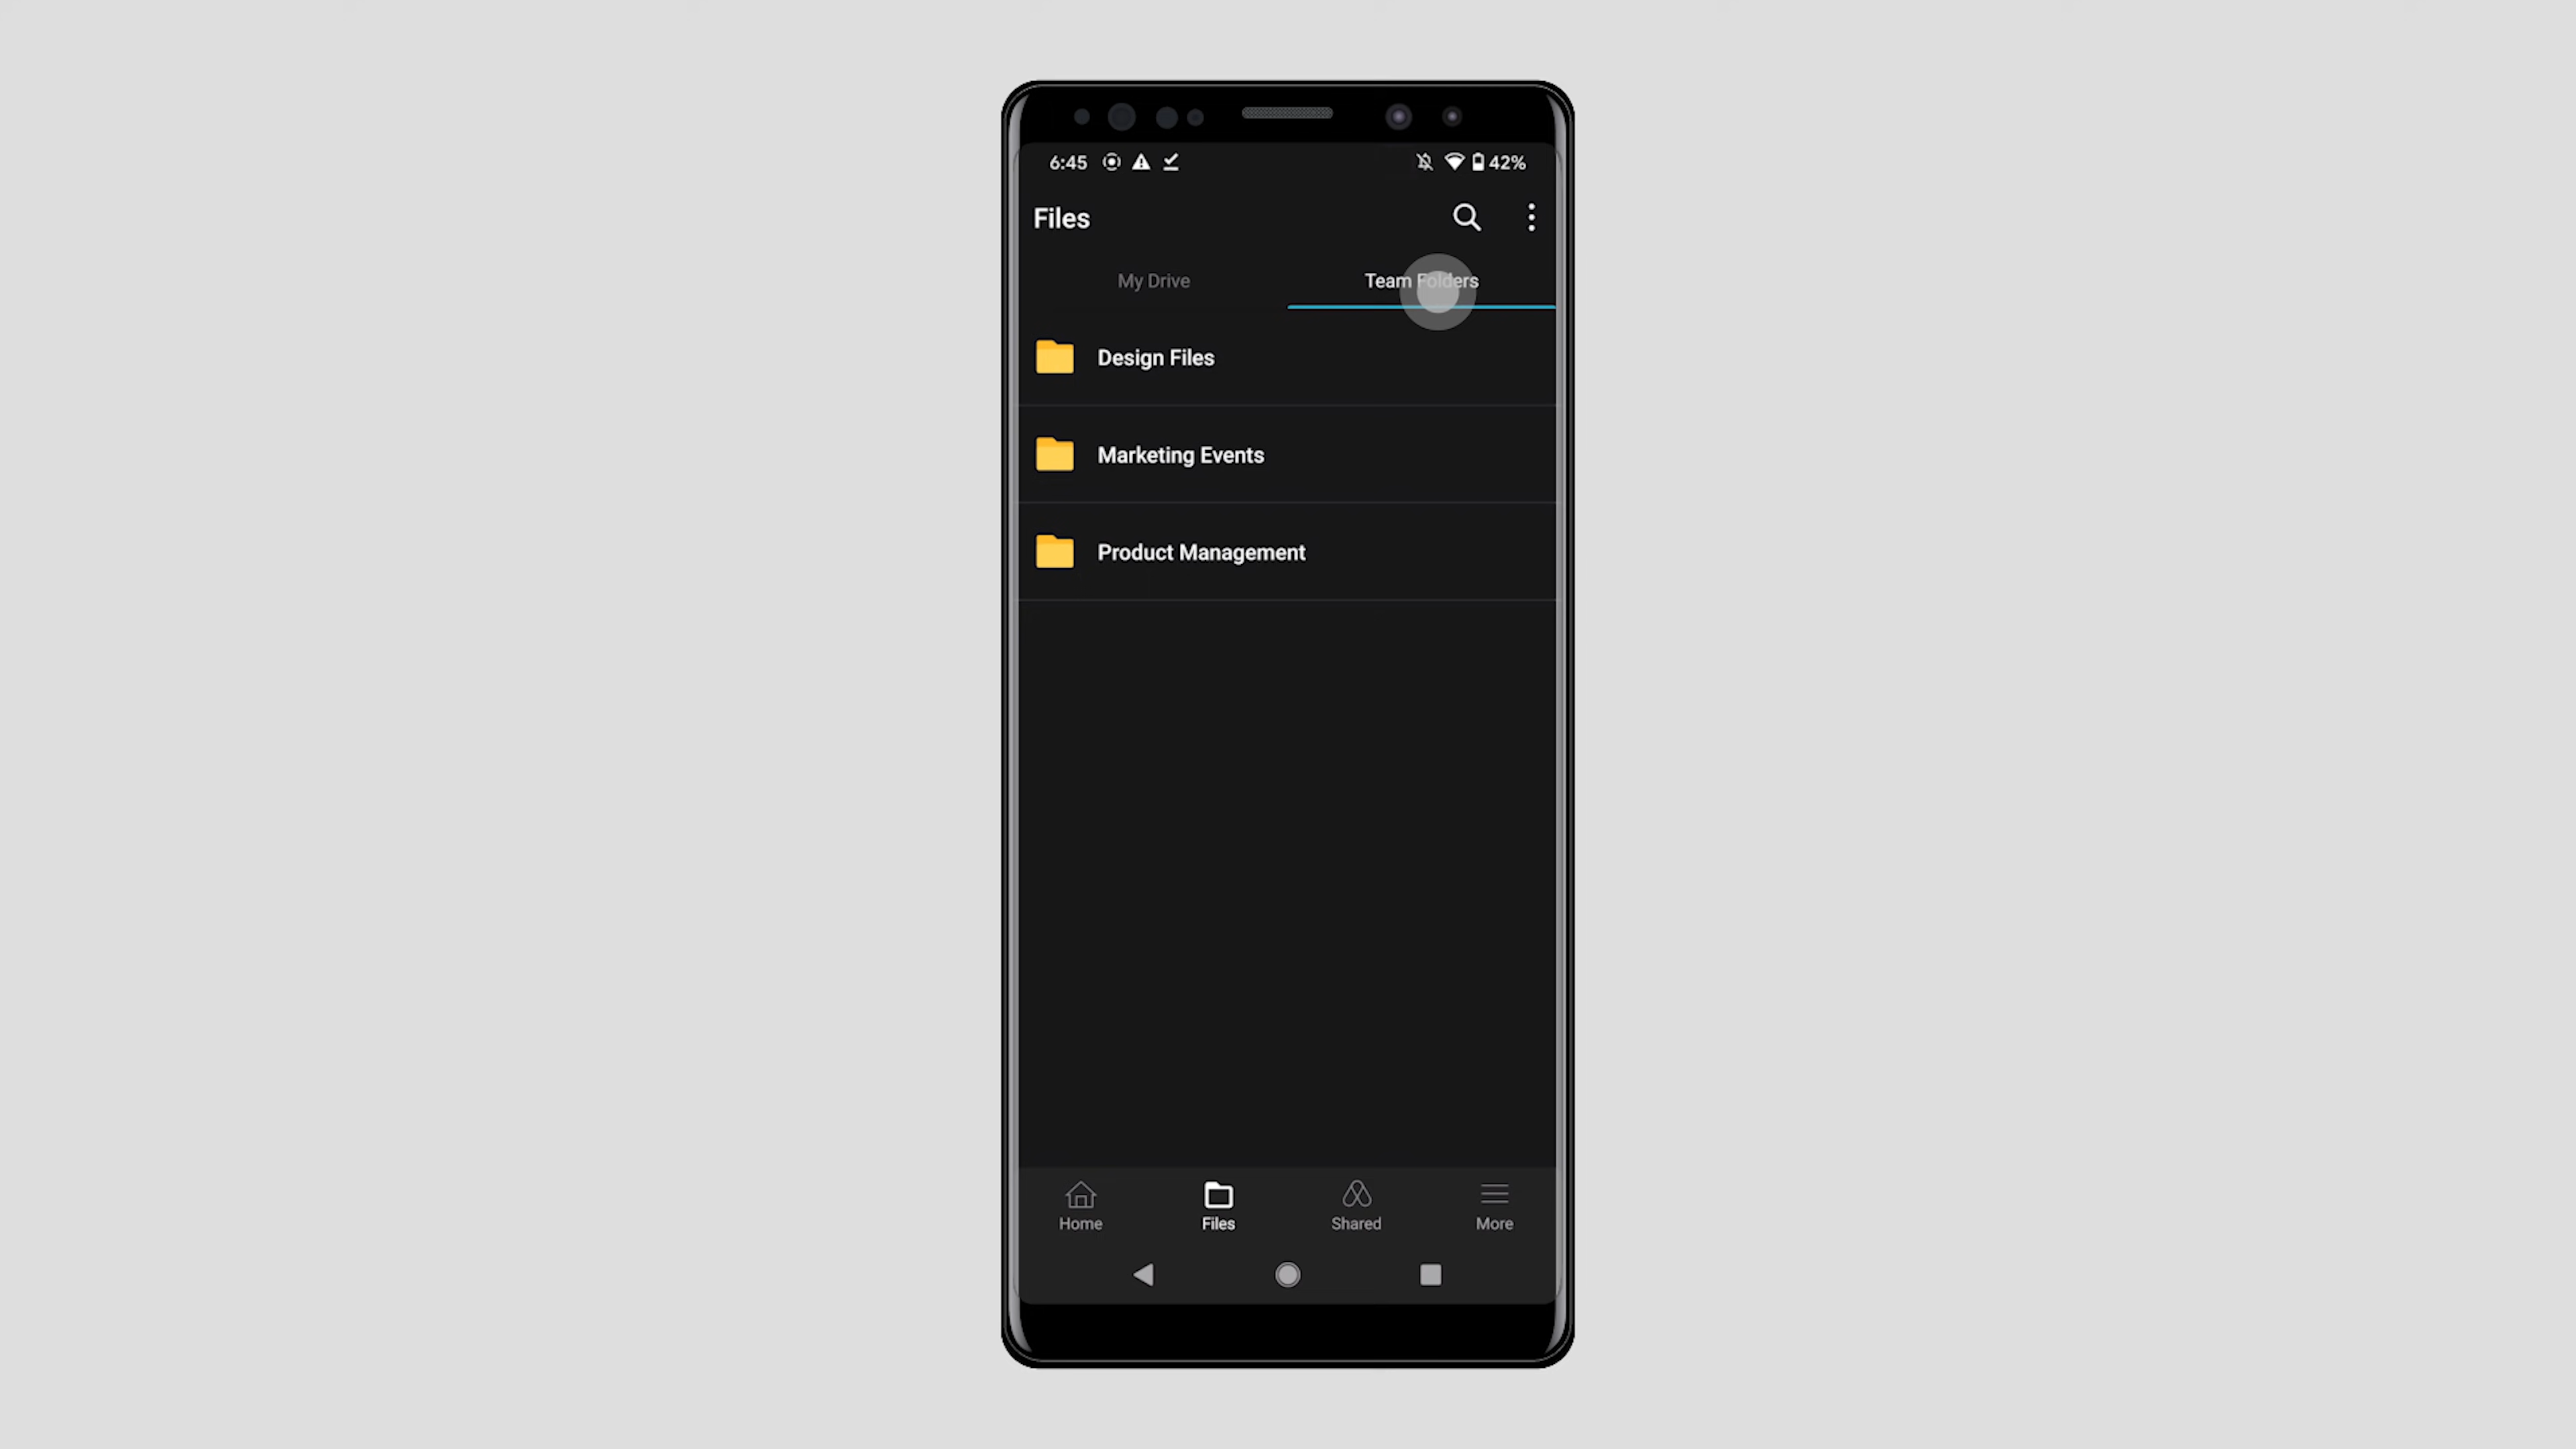 6:45 42%
Files
My Drive Team Folders
Design Files
Marketing Events
Product Management
Home Files Shared More